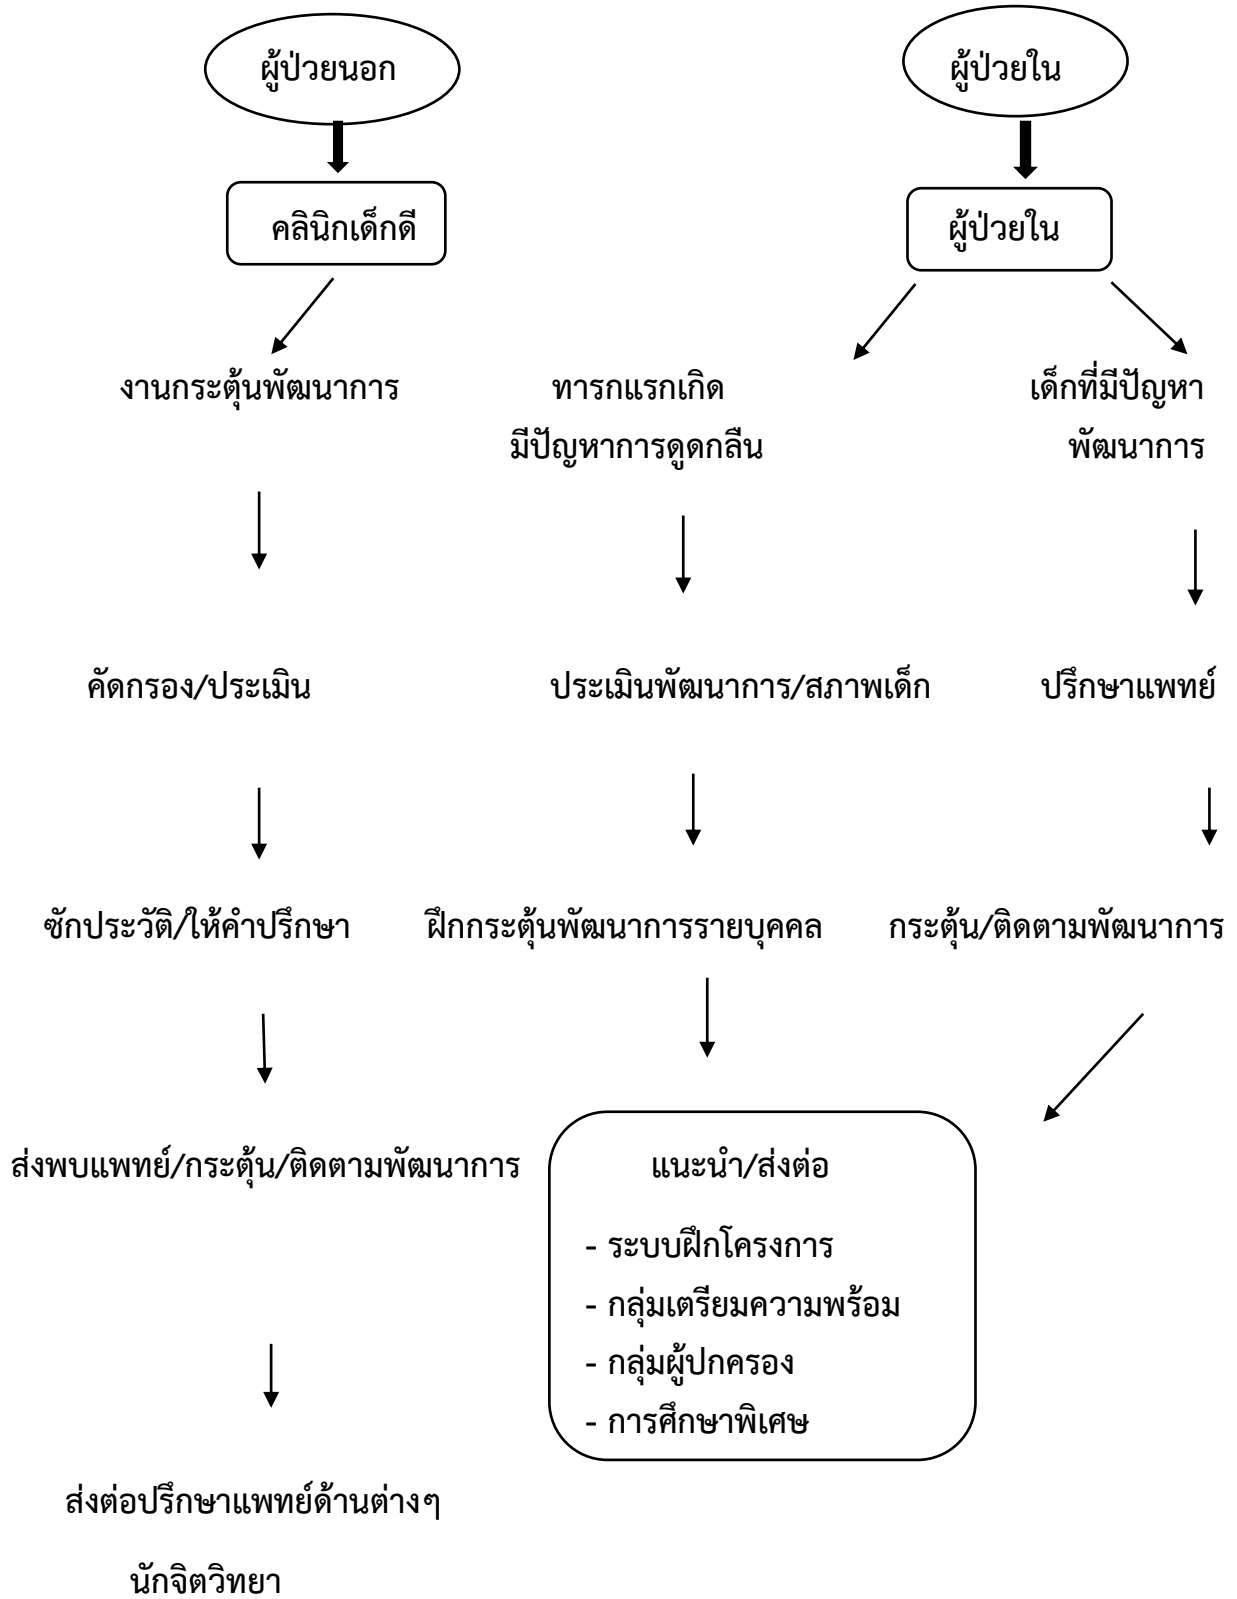 ผู้ป่วยนอก
ผู้ป่วยใน
คลินิกเด็กดี
ผู้ป่วยใน
งานกระตุ้นพัฒนาการ
ทารกแรกเกิด
มีปัญหาการดูดกลืน
เด็กที่มีปัญหา
พัฒนาการ
คัดกรอง/ประเมิน
ประเมินพัฒนาการ/สภาพเด็ก
ปรึกษาแพทย์
ซักประวัติ/ให้คำปรึกษา
ฝึกกระตุ้นพัฒนาการรายบุคคล
กระตุ้น/ติดตามพัฒนาการ
ส่งพบแพทย์/กระตุ้น/ติดตามพัฒนาการ
แนะนำ/ส่งต่อ
- ระบบฝึกโครงการ
- กลุ่มเตรียมความพร้อม
- กลุ่มผู้ปกครอง
- การศึกษาพิเศษ
ส่งต่อปรึกษาแพทย์ด้านต่างๆ
นักจิตวิทยา